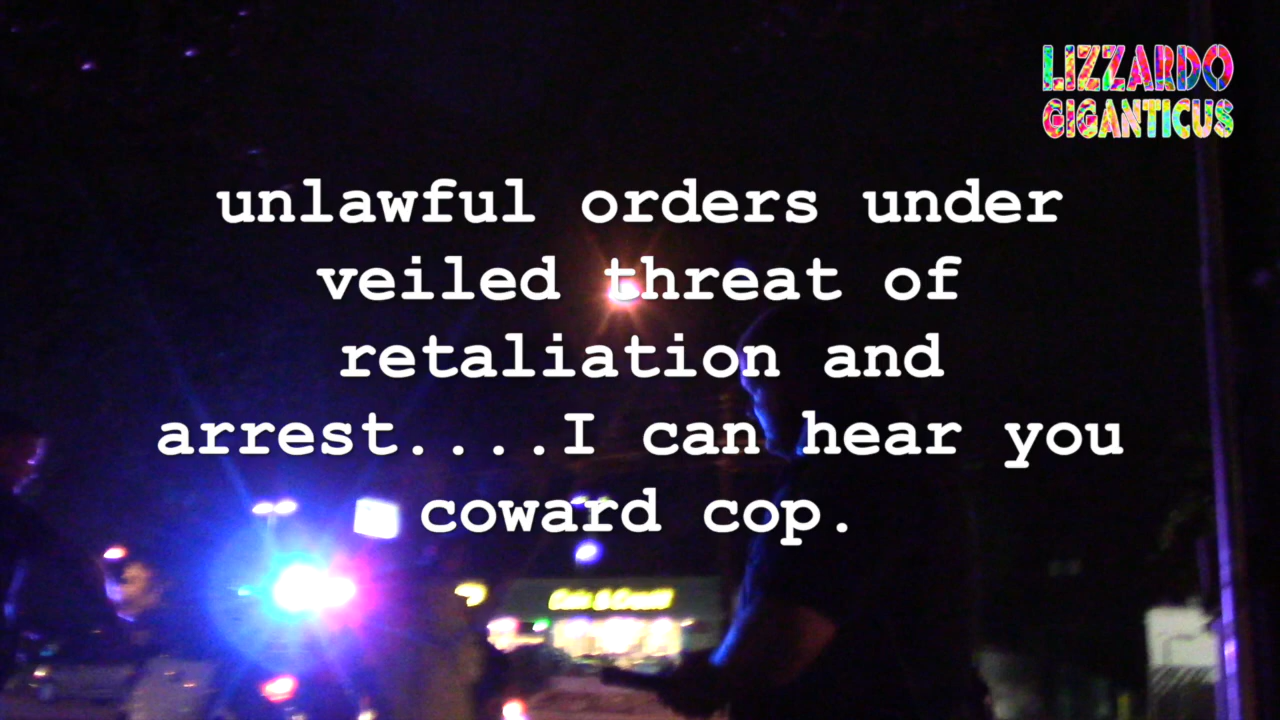 LIZZARDO
GIGANTICUS
unlawful orders under
veiled threat of
retaliation and
arrest....I can hear you
coward cop.